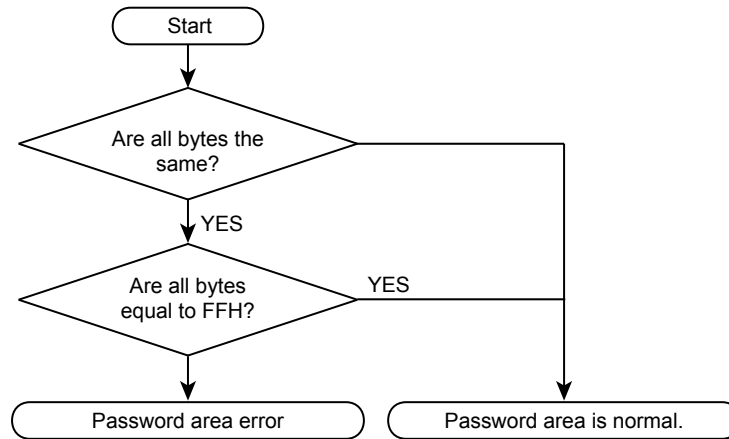 Start
Are all bytes the
same?
YES
Are all bytes
equal to FFH?
YES
Password area error
Password area is normal.